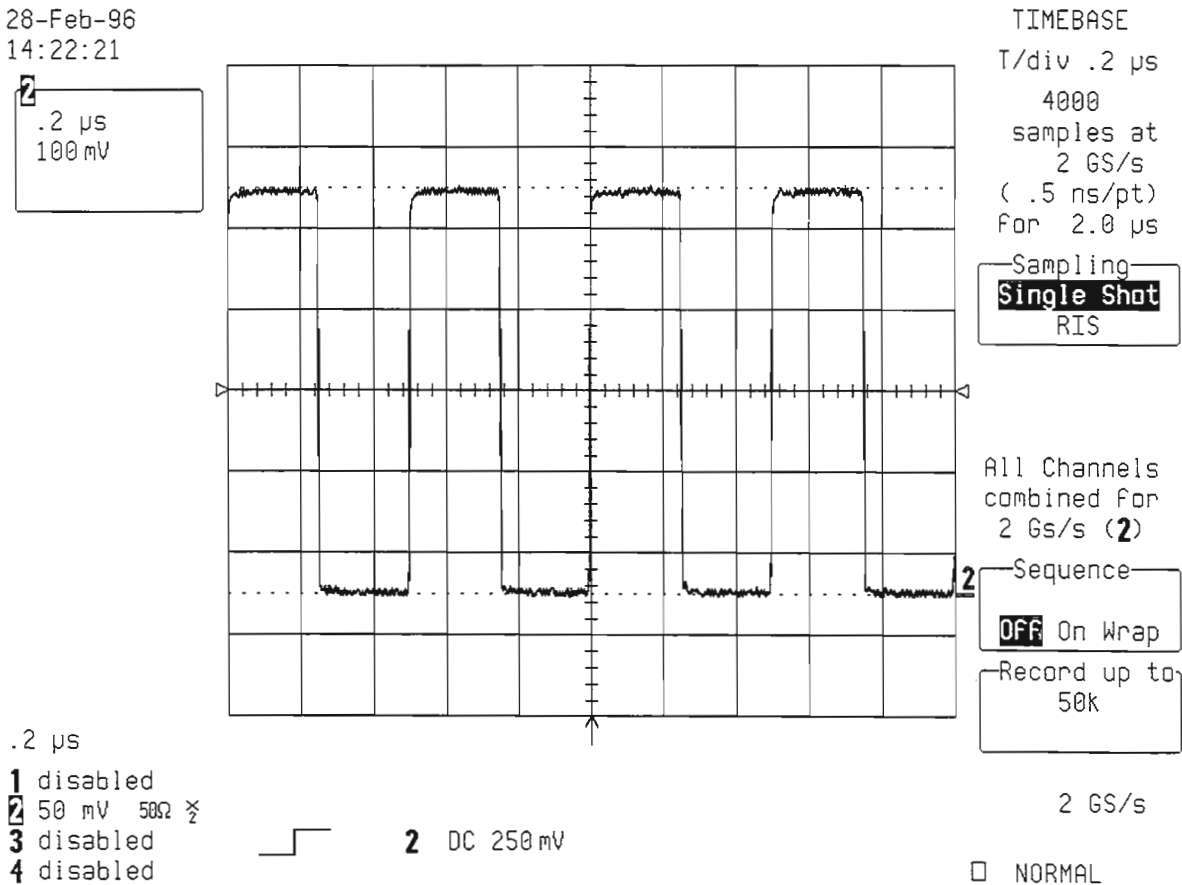 28-Feb-96
14:22:21
2
.2 µs
100 mV
TIMEBASE
T/div .2 µs
4000
samples at
2 GS/s
( .5 ns/pt)
for 2.0 µs
Sampling
Single Shot
RIS
All Channels
combined for
2 Gs/s (2)
2
Sequence
Off On Wrap
Record up to
50k
.2 µs
1 disabled
2 50 mV 50Ω ×2
3 disabled
4 disabled
2 DC 250 mV
2 GS/s
□ NORMAL